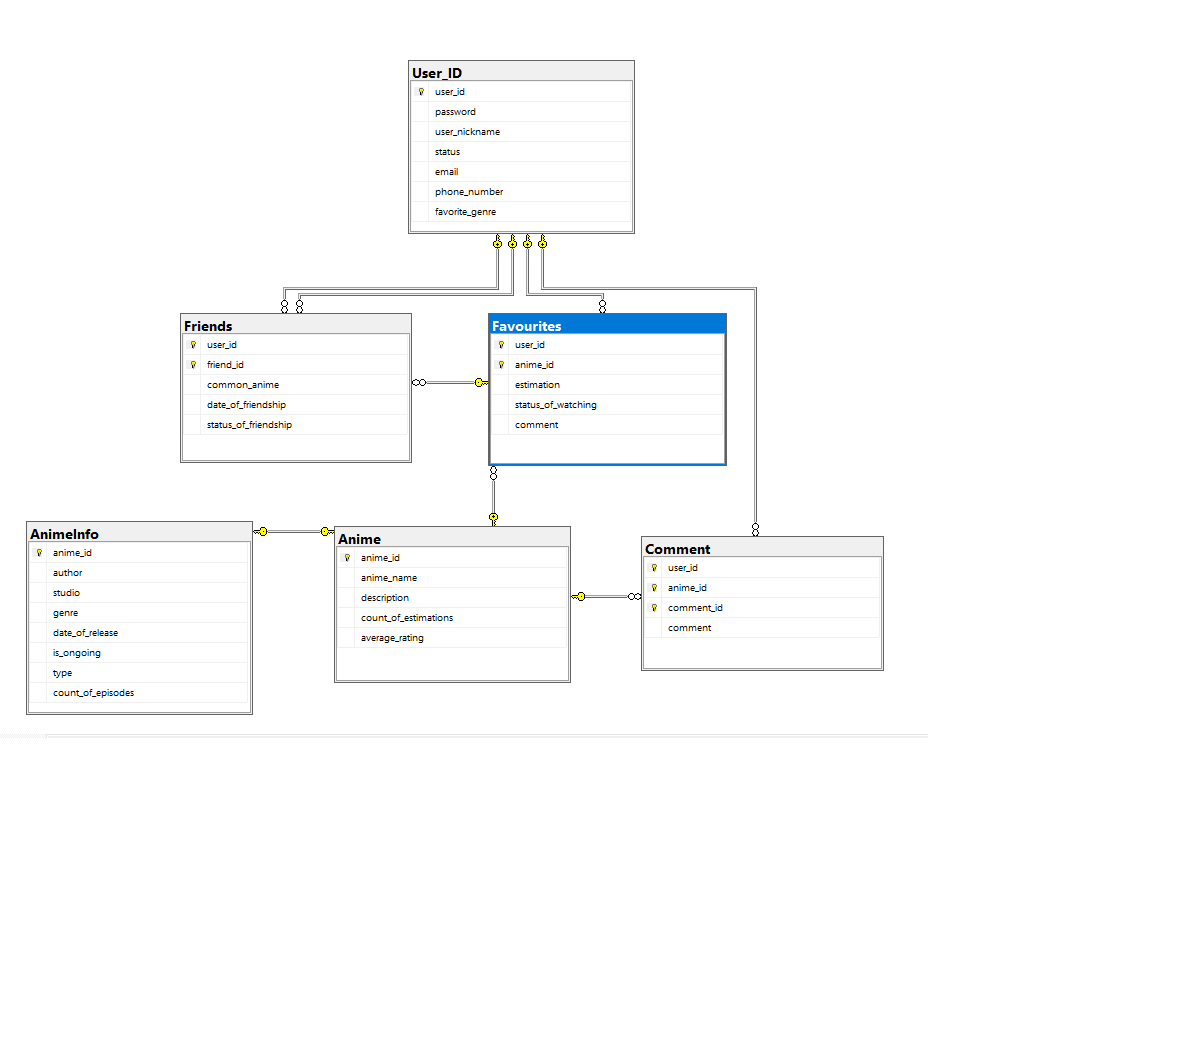 User_ID
user_id
password
user_nickname
status
email
phone_number
favorite_genre
Friends
user_id
friend_id
common_anime
date_of_friendship
status_of_friendship
Favourites
user_id
anime_id
estimation
status_of_watching
comment
AnimeInfo
anime_id
author
studio
genre
date_of_release
is_ongoing
type
count_of_episodes
Anime
anime_id
anime_name
description
count_of_estimations
average_rating
Comment
user_id
anime_id
comment_id
comment